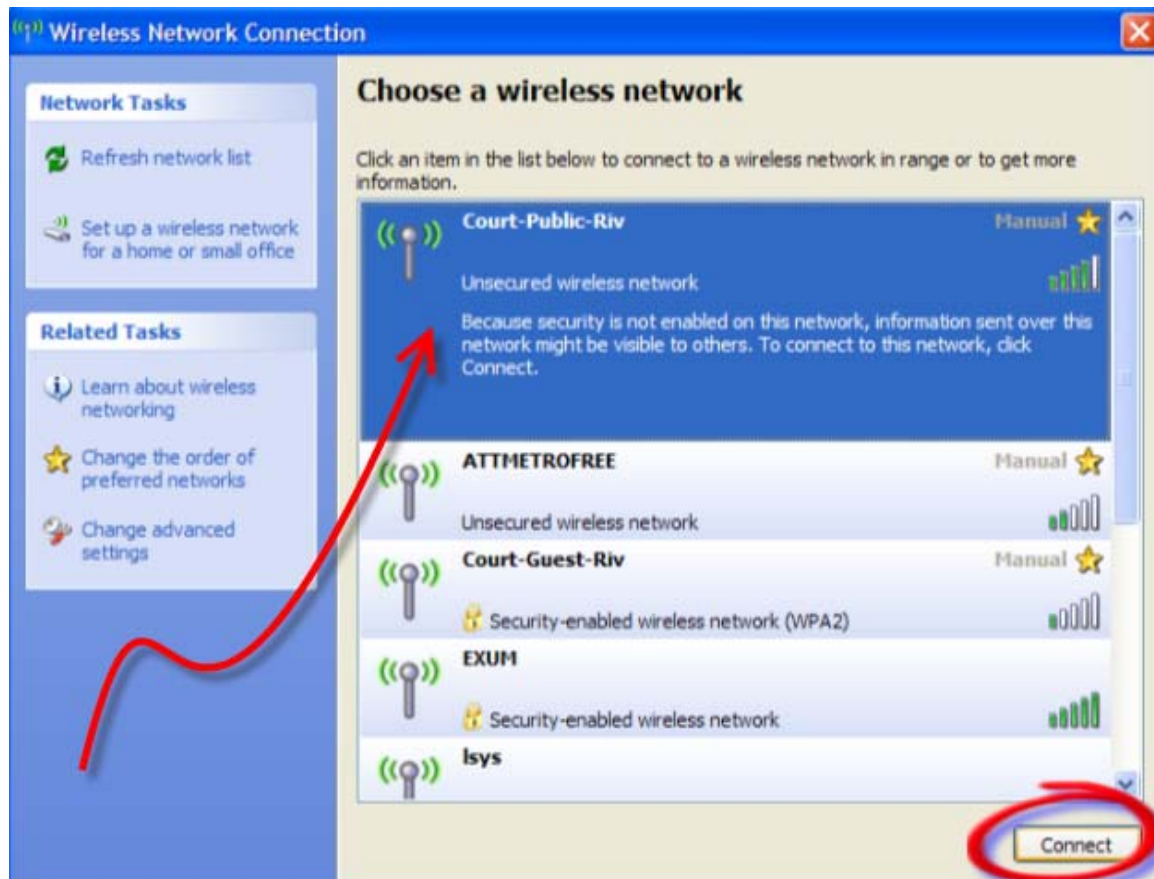 Wireless Network Connection
Network Tasks
Refresh network list
Set up a wireless network
for a home or small office
Related Tasks
Learn about wireless
networking
Change the order of
preferred networks
Change advanced
settings
Choose a wireless network
Click an item in the list below to connect to a wireless network in range or to get more
information.
Court-Public-Riv Manual
Unsecured wireless network
Because security is not enabled on this network, information sent over this
network might be visible to others. To connect to this network, click
Connect.
ATTMETROFREE Manual
Unsecured wireless network
Court-Guest-Riv Manual
Security-enabled wireless network (WPA2)
EXUM
Security-enabled wireless network
lsys
Connect